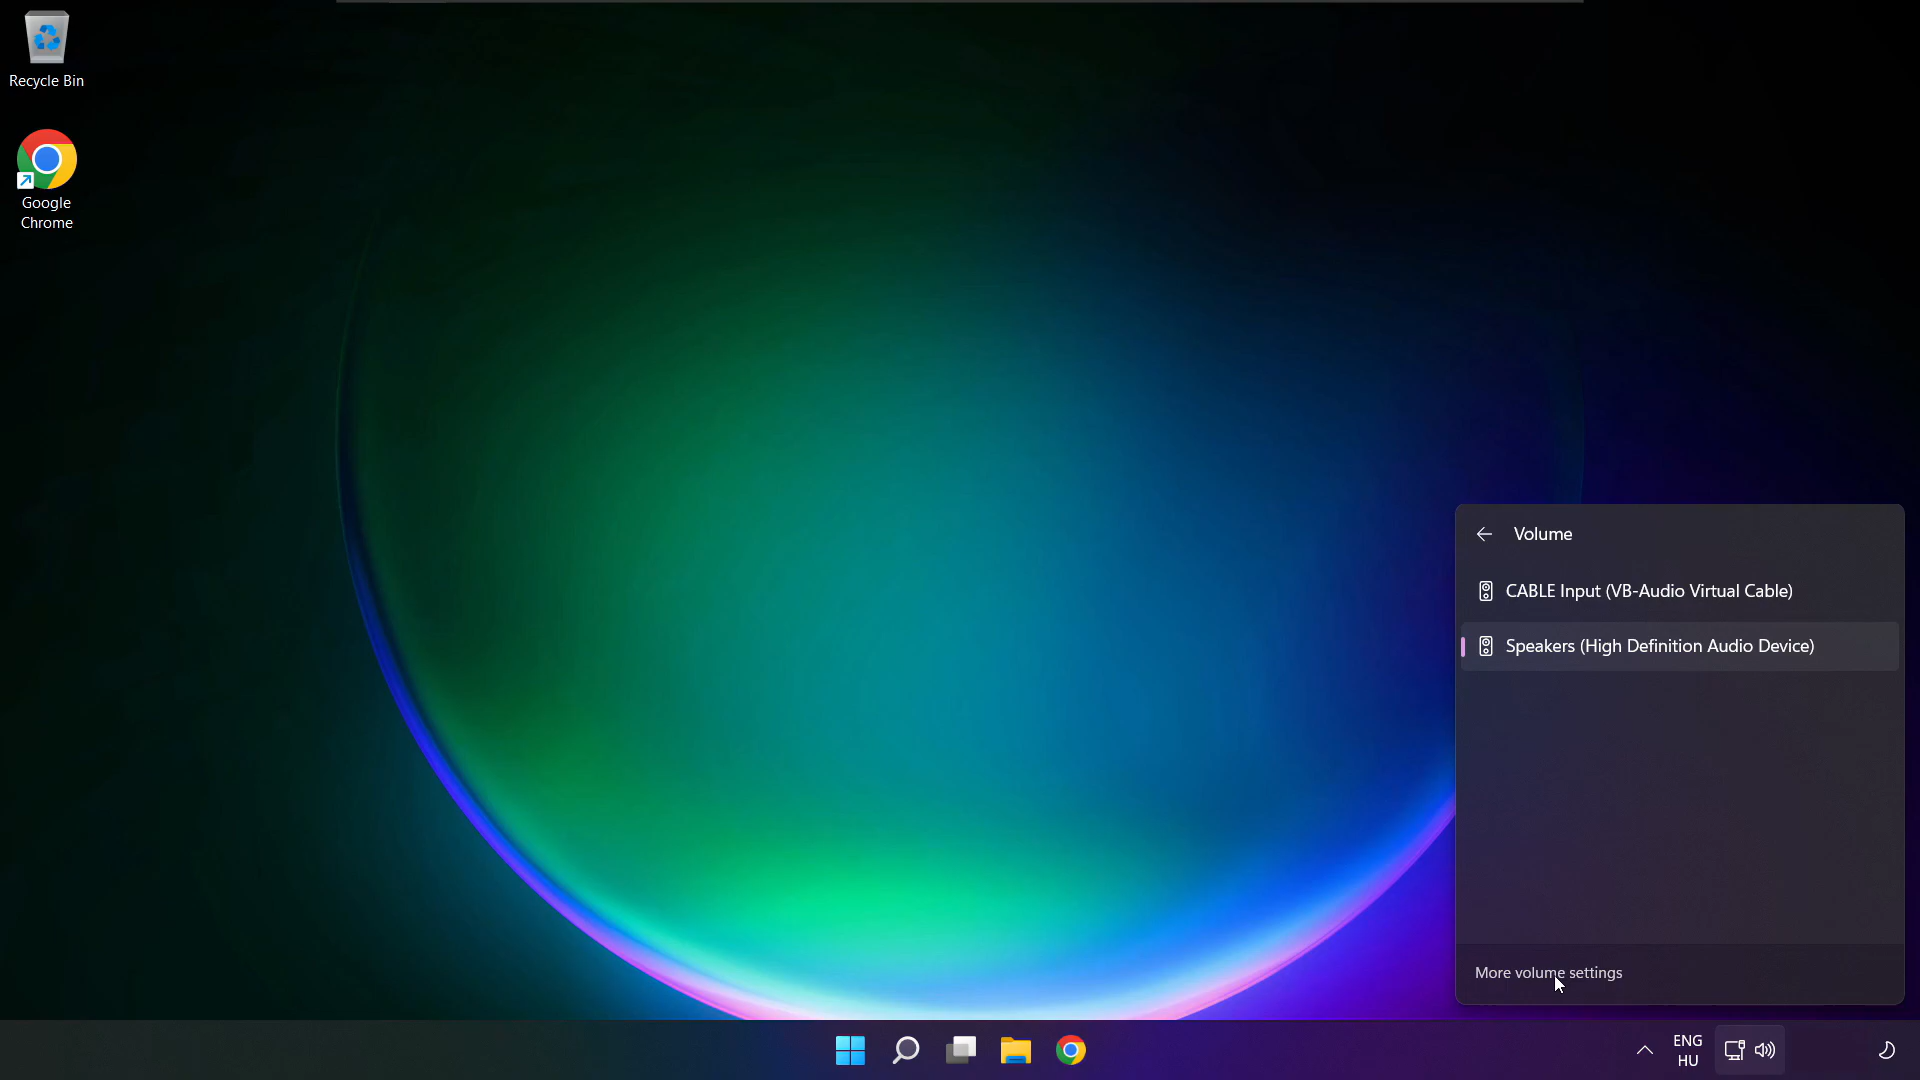 Recycle Bin
Google
Chrome
Volume
CABLE Input (VB-Audio Virtual Cable)
Speakers (High Definition Audio Device)
More volume settings
ENG
HU